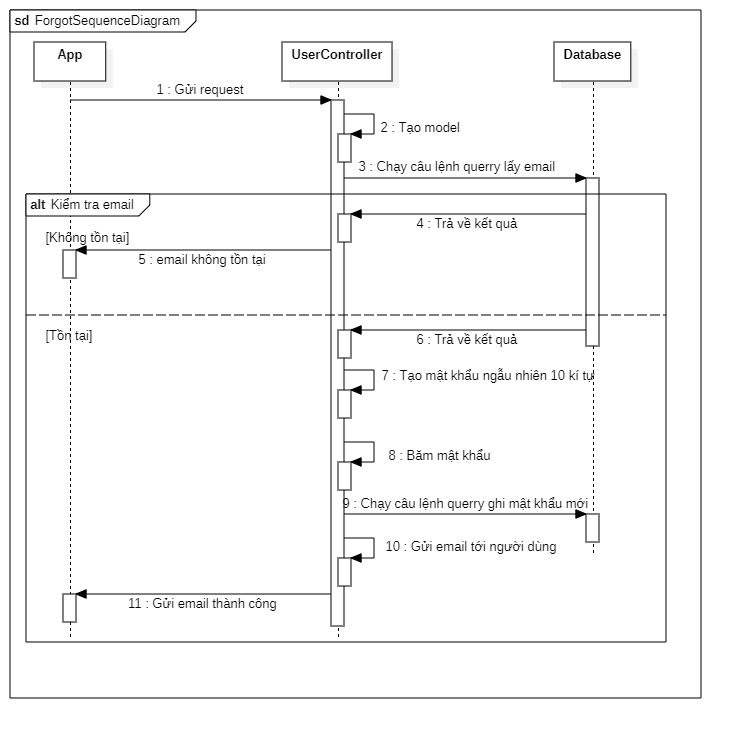 sd ForgotSequenceDiagram
App
UserController
Database
1 : Gửi request
2 : Tạo model
3 : Chạy câu lệnh querry lấy email
alt Kiểm tra email
4 : Trả về kết quả
[Không tồn tại]
5 : email không tồn tại
[Tồn tại]
6 : Trả về kết quả
7 : Tạo mật khẩu ngẫu nhiên 10 kí tự
8 : Băm mật khẩu
9 : Chạy câu lệnh querry ghi mật khẩu mới
10 : Gửi email tới người dùng
11 : Gửi email thành công